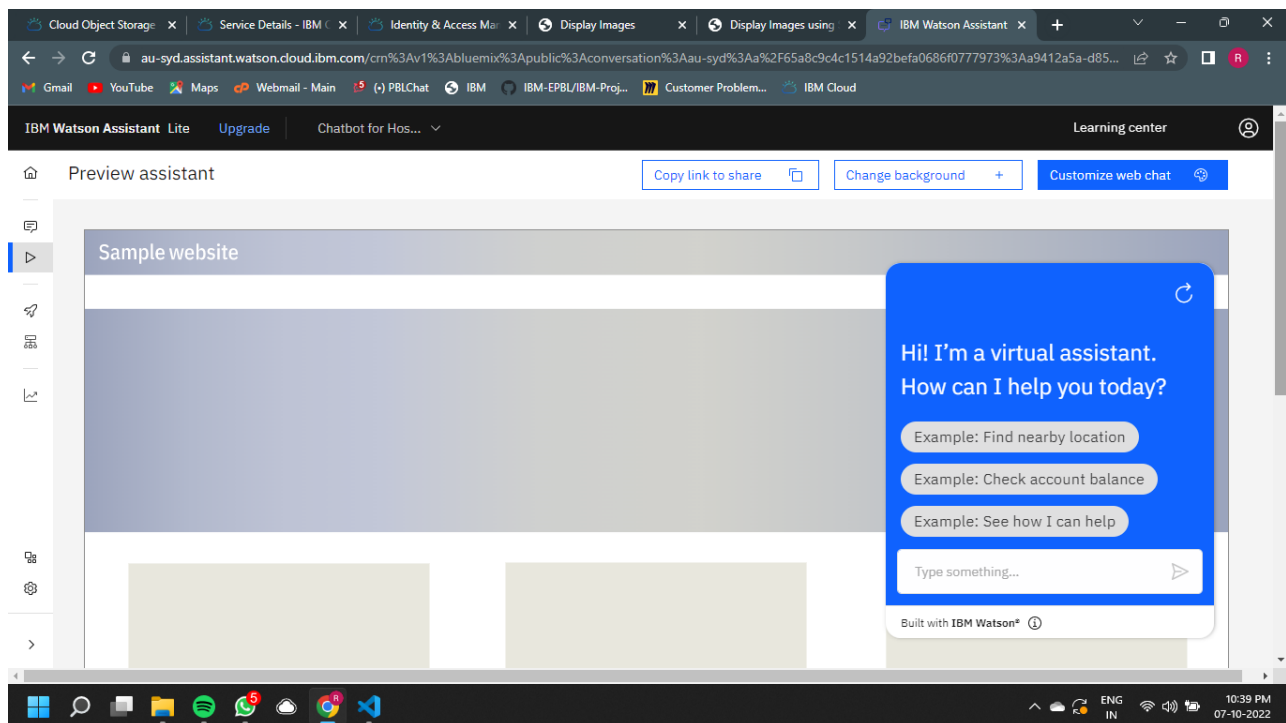 Cloud Object Storage
Service Details - IBM C
Identity & Access Man
Display Images
Display Images using
IBM Watson Assistant
au-syd.assistant.watson.cloud.ibm.com/crn%3Av1%3Abluemix%3Apublic%3Aconversation%3Aau-syd%3Aa%2F65a8c9c4c1514a92befa0686f0777973%3Aa9412a5a-d85...
R
Gmail
YouTube
Maps
Webmail - Main
(•) PBLChat
IBM
IBM-EPBL/IBM-Proj...
Customer Problem...
IBM Cloud
IBM Watson Assistant Lite
Upgrade
Chatbot for Hos...
Learning center
Preview assistant
Copy link to share
Change background +
Customize web chat
Sample website
Hi! I'm a virtual assistant.
How can I help you today?
Example: Find nearby location
Example: Check account balance
Example: See how I can help
Type something...
Built with IBM Watson®
5
R
ENG
IN
10:39 PM
07-10-2022